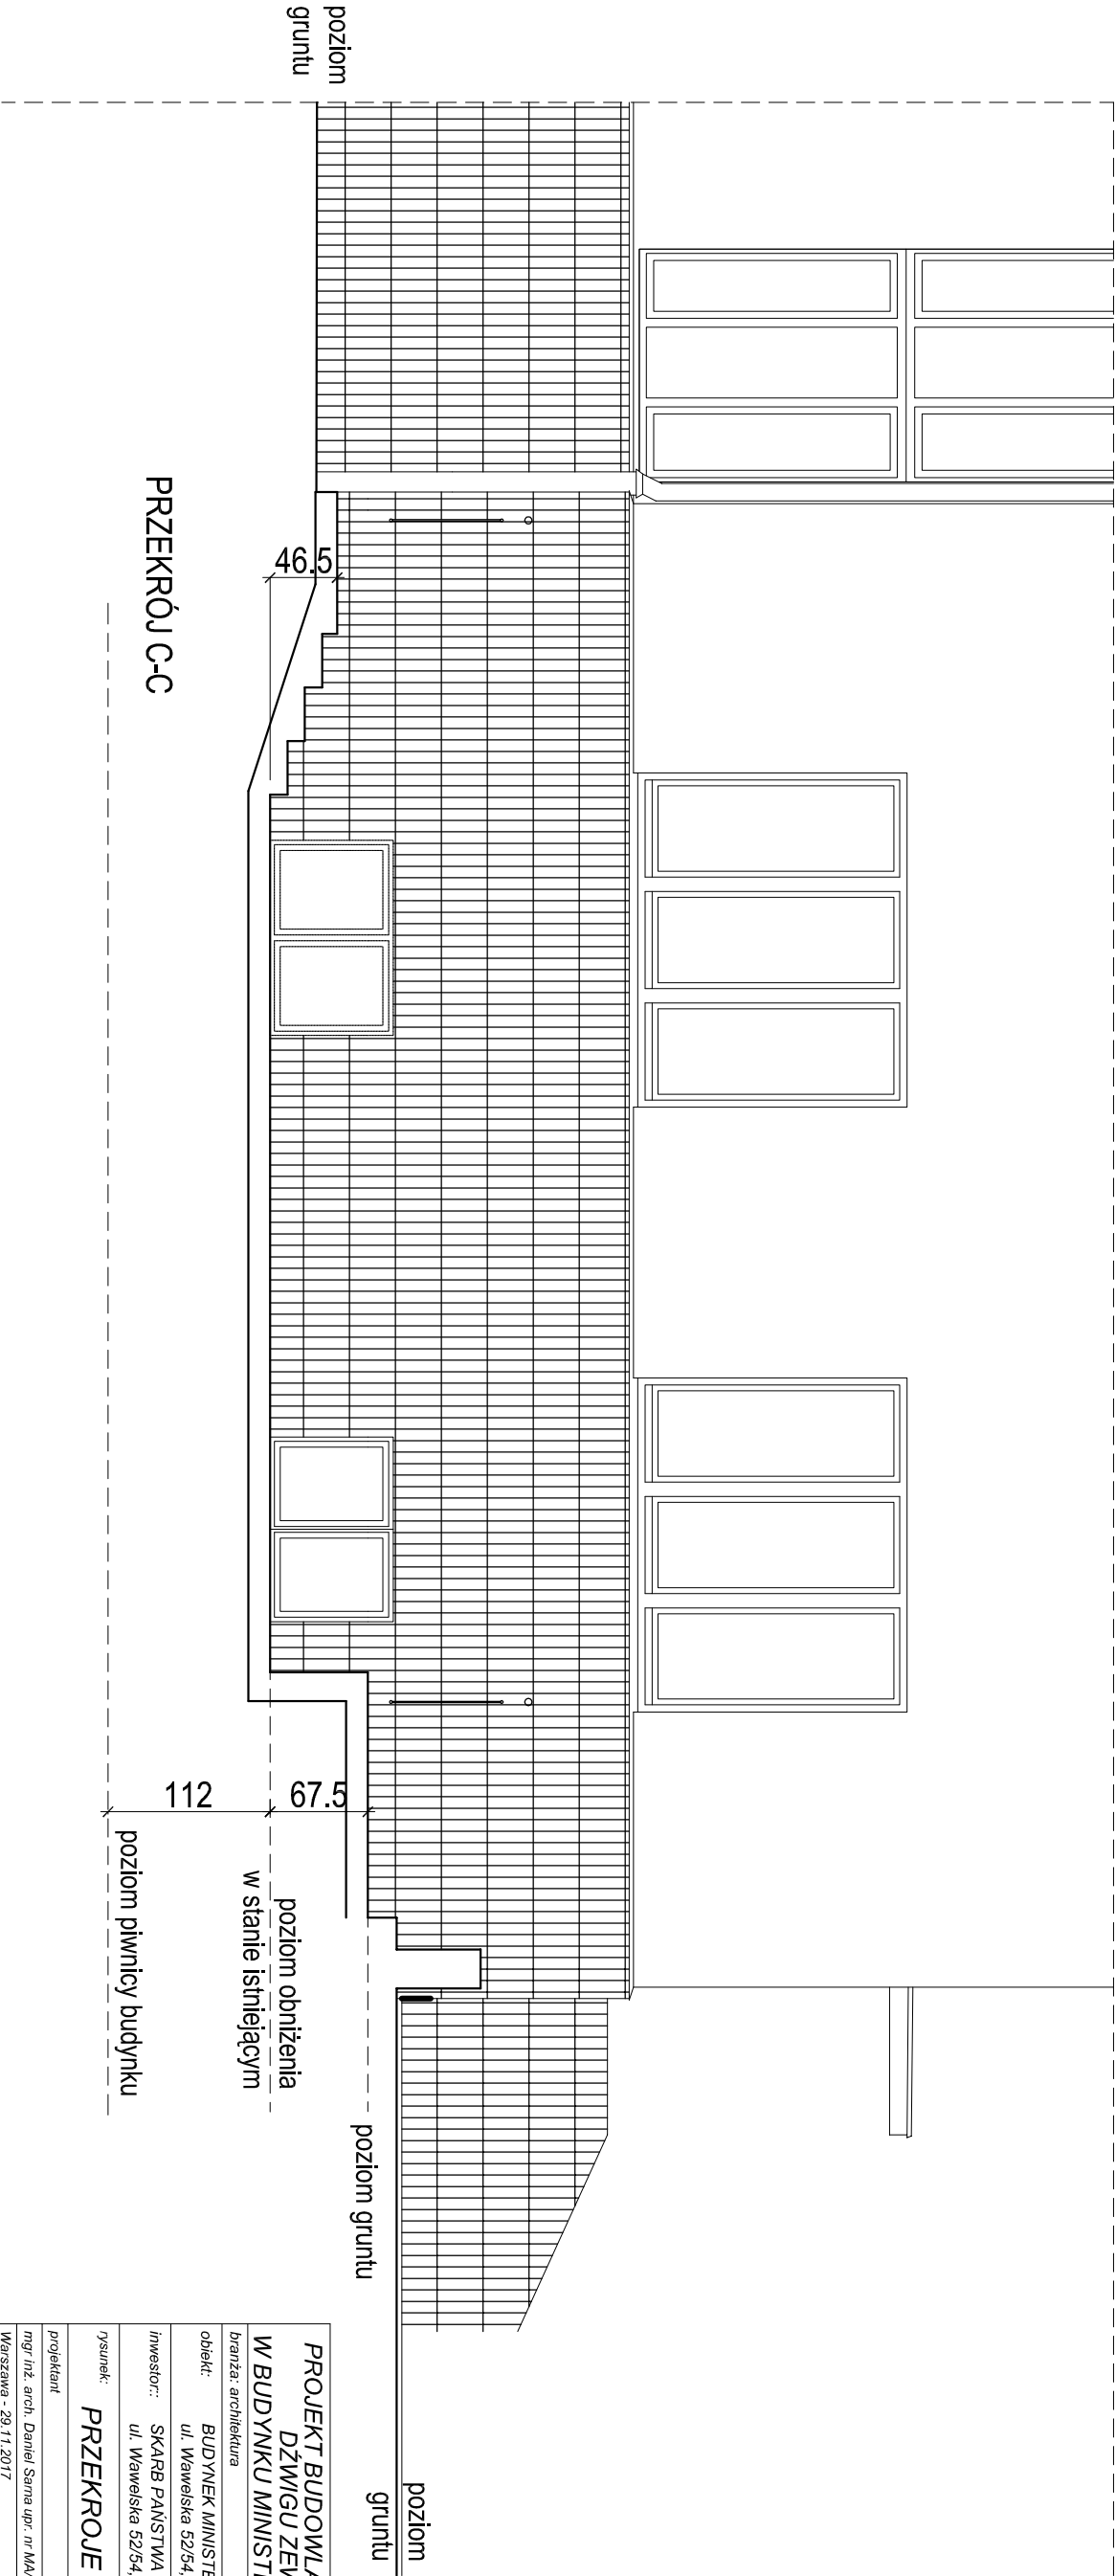 poziom
gruntu
PRZEKRÓJ C-C
46.5
112
67.5
poziom piwnicy budynku
poziom obniżenia
w stanie istniejącym
poziom gruntu
poziom
gruntu
PROJEKT BUDOWLA
DŹWIGU ZEW
W BUDYNKU MINIST
branża: architektura
obiekt: BUDYNEK MINISTE
ul. Wawelska 52/54,
inwestor:: SKARB PAŃSTWA
ul. Wawelska 52/54,
rysunek: PRZEKROJE
projektant
mgr inż. arch. Daniel Sama upr. nr MA/
Warszawa - 29.11.2017